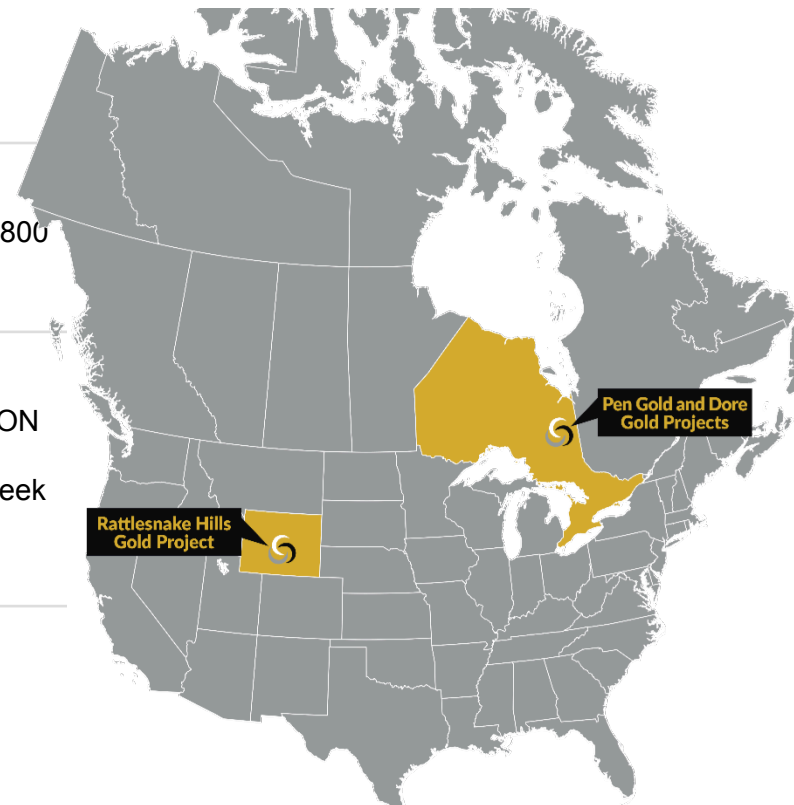 800
ON
eek
Pen Gold and Dore
Gold Projects
Rattlesnake Hills
Gold Project